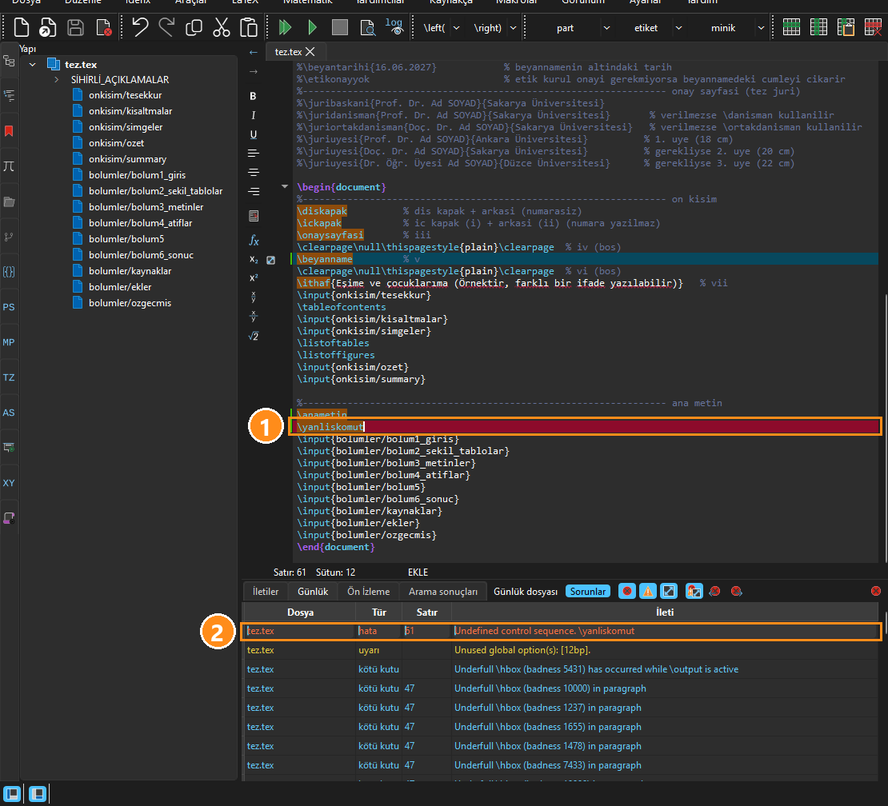 Dosya Düzenle İdefix Araçlar LaTeX Matematik Tanımlar Kaynakça Makrolar Görünüm Ayarlar Yardım
log \left( \right) part etiket minik
Yapı
tez.tex
tez.tex
SİHİRLİ_AÇIKLAMALAR
onkisim/tesekkur
onkisim/kisaltmalar
onkisim/simgeler
onkisim/ozet
onkisim/summary
bolumler/bolum1_giris
bolumler/bolum2_sekil_tablolar
bolumler/bolum3_metinler
bolumler/bolum4_atiflar
bolumler/bolum5
bolumler/bolum6_sonuc
bolumler/kaynaklar
bolumler/ekler
bolumler/ozgecmis
PS
MP
TZ
AS
XY
B
I
U
%\beyantarihi{16.06.2027} % beyannamenin altindaki tarih
%\etikonayyok % etik kurul onayi gerekmiyorsa beyannamedeki cumleyi cikarir
%------------------------------------------------------------ onay sayfasi (tez juri)
%\juribaskani{Prof. Dr. Ad SOYAD}{Sakarya Üniversitesi}
%\juridanisman{Prof. Dr. Ad SOYAD}{Sakarya Üniversitesi} % verilmezse \danisman kullanilir
%\juriortakdanisman{Doç. Dr. Ad SOYAD}{Sakarya Üniversitesi} % verilmezse \ortakdanisman kullanilir
%\juriuyesi{Prof. Dr. Ad SOYAD}{Ankara Üniversitesi} % 1. uye (18 cm)
%\juriuyesi{Doç. Dr. Ad SOYAD}{Sakarya Üniversitesi} % gerekliyse 2. uye (20 cm)
%\juriuyesi{Dr. Öğr. Üyesi Ad SOYAD}{Düzce Üniversitesi} % gerekliyse 3. uye (22 cm)
\begin{document}
%------------------------------------------------------------ on kisim
\diskapak % dis kapak + arkasi (numarasiz)
\ickapak % ic kapak (i) + arkasi (ii) (numara yazilmaz)
\onaysayfasi % iii
\clearpage\null\thispagestyle{plain}\clearpage % iv (bos)
\beyanname % v
\clearpage\null\thispagestyle{plain}\clearpage % vi (bos)
\ithaf{Eşime ve çocuklarıma (Örnektir, farklı bir ifade yazılabilir)} % vii
\input{onkisim/tesekkur}
\tableofcontents
\input{onkisim/kisaltmalar}
\input{onkisim/simgeler}
\listoftables
\listoffigures
\input{onkisim/ozet}
\input{onkisim/summary}
%------------------------------------------------------------ ana metin
\anametin
1 \yanliskomut
\input{bolumler/bolum1_giris}
\input{bolumler/bolum2_sekil_tablolar}
\input{bolumler/bolum3_metinler}
\input{bolumler/bolum4_atiflar}
\input{bolumler/bolum5}
\input{bolumler/bolum6_sonuc}
\input{bolumler/kaynaklar}
\input{bolumler/ekler}
\input{bolumler/ozgecmis}
\end{document}
Satır: 61 Sütun: 12 EKLE
İletiler Günlük Ön İzleme Arama sonuçları Günlük dosyası Sorunlar
Dosya Tür Satır İleti
2 tez.tex hata 61 Undefined control sequence. \yanliskomut
tez.tex uyarı Unused global option(s): [12bp].
tez.tex kötü kutu Underfull \hbox (badness 5431) has occurred while \output is active
tez.tex kötü kutu 47 Underfull \hbox (badness 10000) in paragraph
tez.tex kötü kutu 47 Underfull \hbox (badness 1237) in paragraph
tez.tex kötü kutu 47 Underfull \hbox (badness 1655) in paragraph
tez.tex kötü kutu 47 Underfull \hbox (badness 1478) in paragraph
tez.tex kötü kutu 47 Underfull \hbox (badness 7433) in paragraph